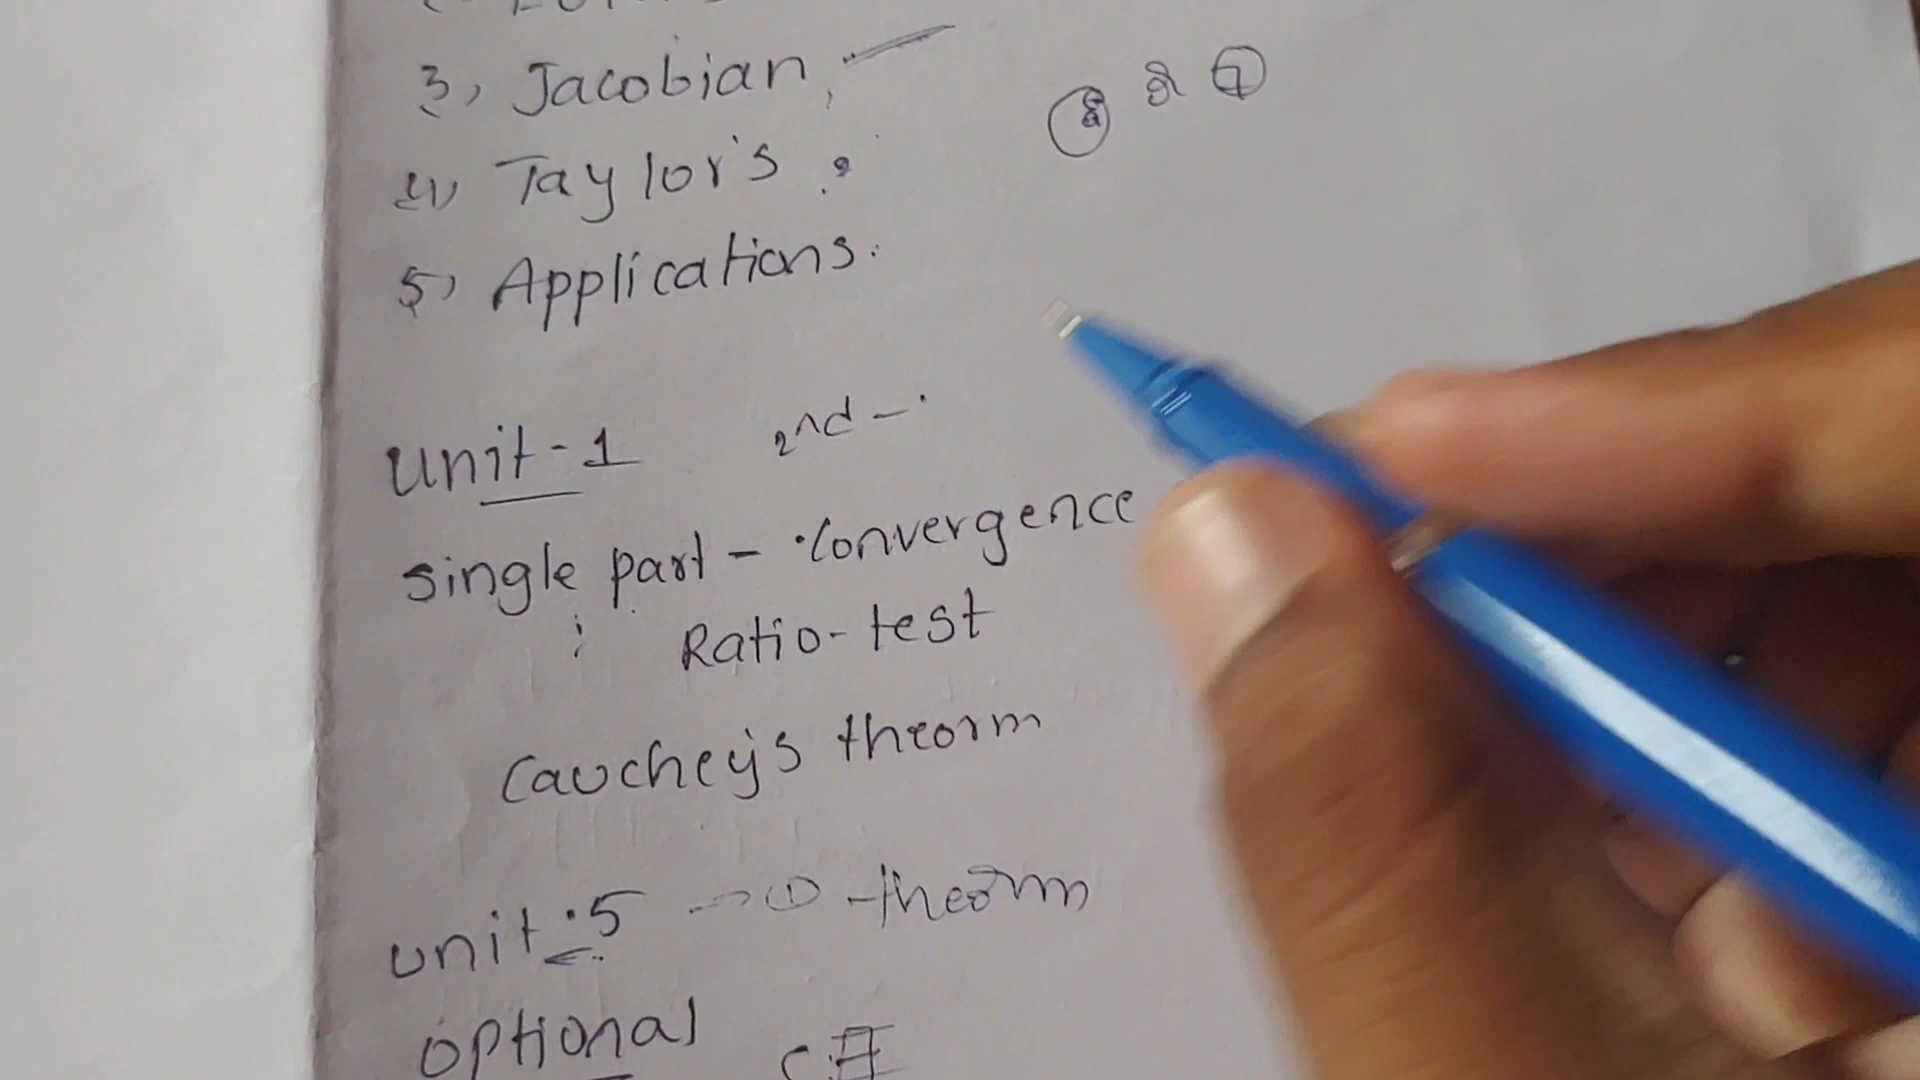 3) Jacobian
4) Taylor's
5) Applications.
unit-1 2nd -
single part - convergence
Ratio-test
Cauchey's theorm
unit-5 → ① theorm
optional